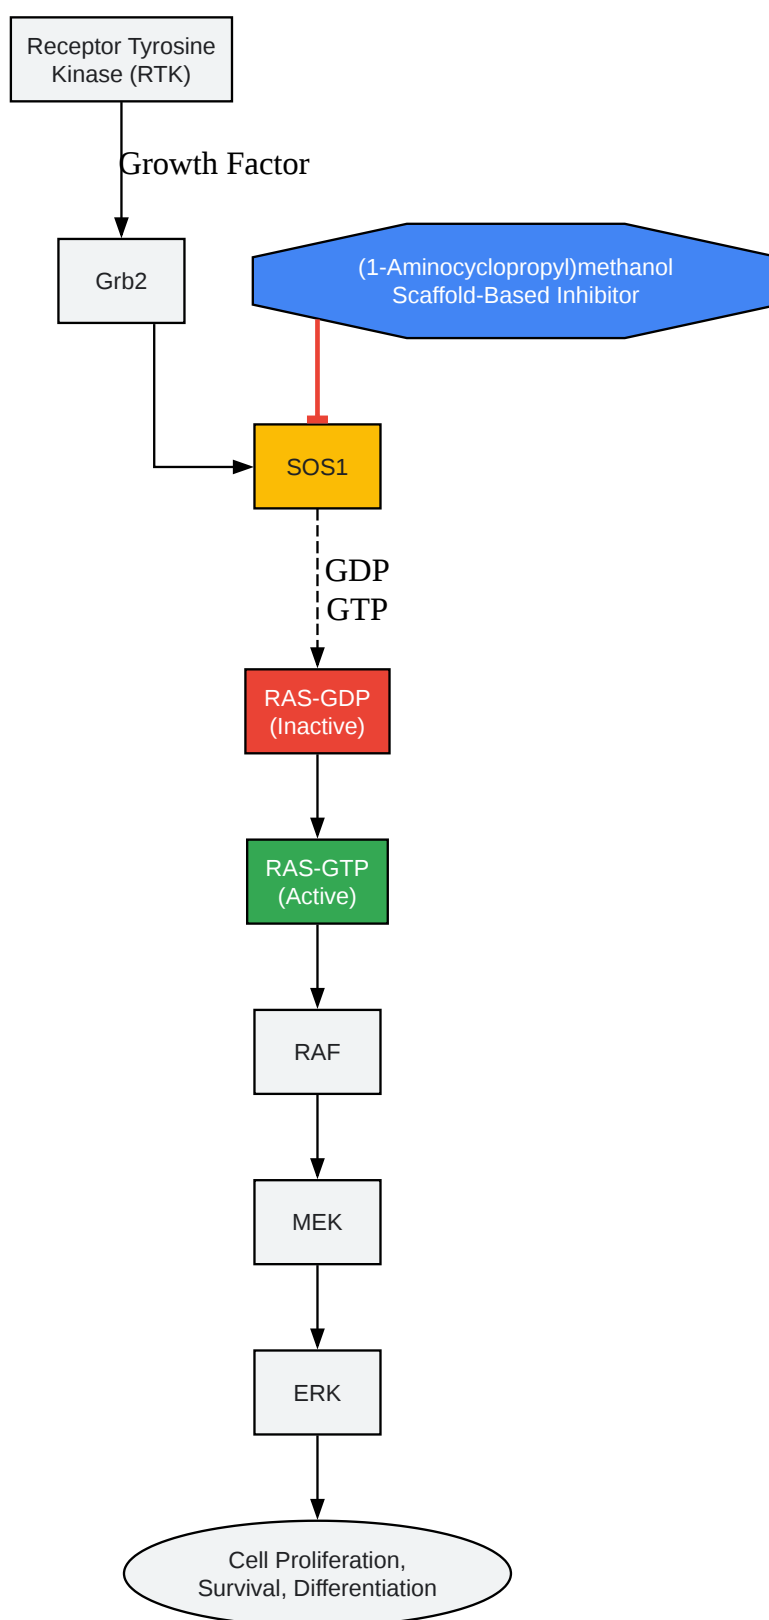 Receptor Tyrosine
Kinase (RTK)
Growth Factor
Grb2
(1-Aminocyclopropyl)methanol
Scaffold-Based Inhibitor
SOS1
GDP
GTP
RAS-GDP
(Inactive)
RAS-GTP
(Active)
RAF
MEK
ERK
Cell Proliferation,
Survival, Differentiation